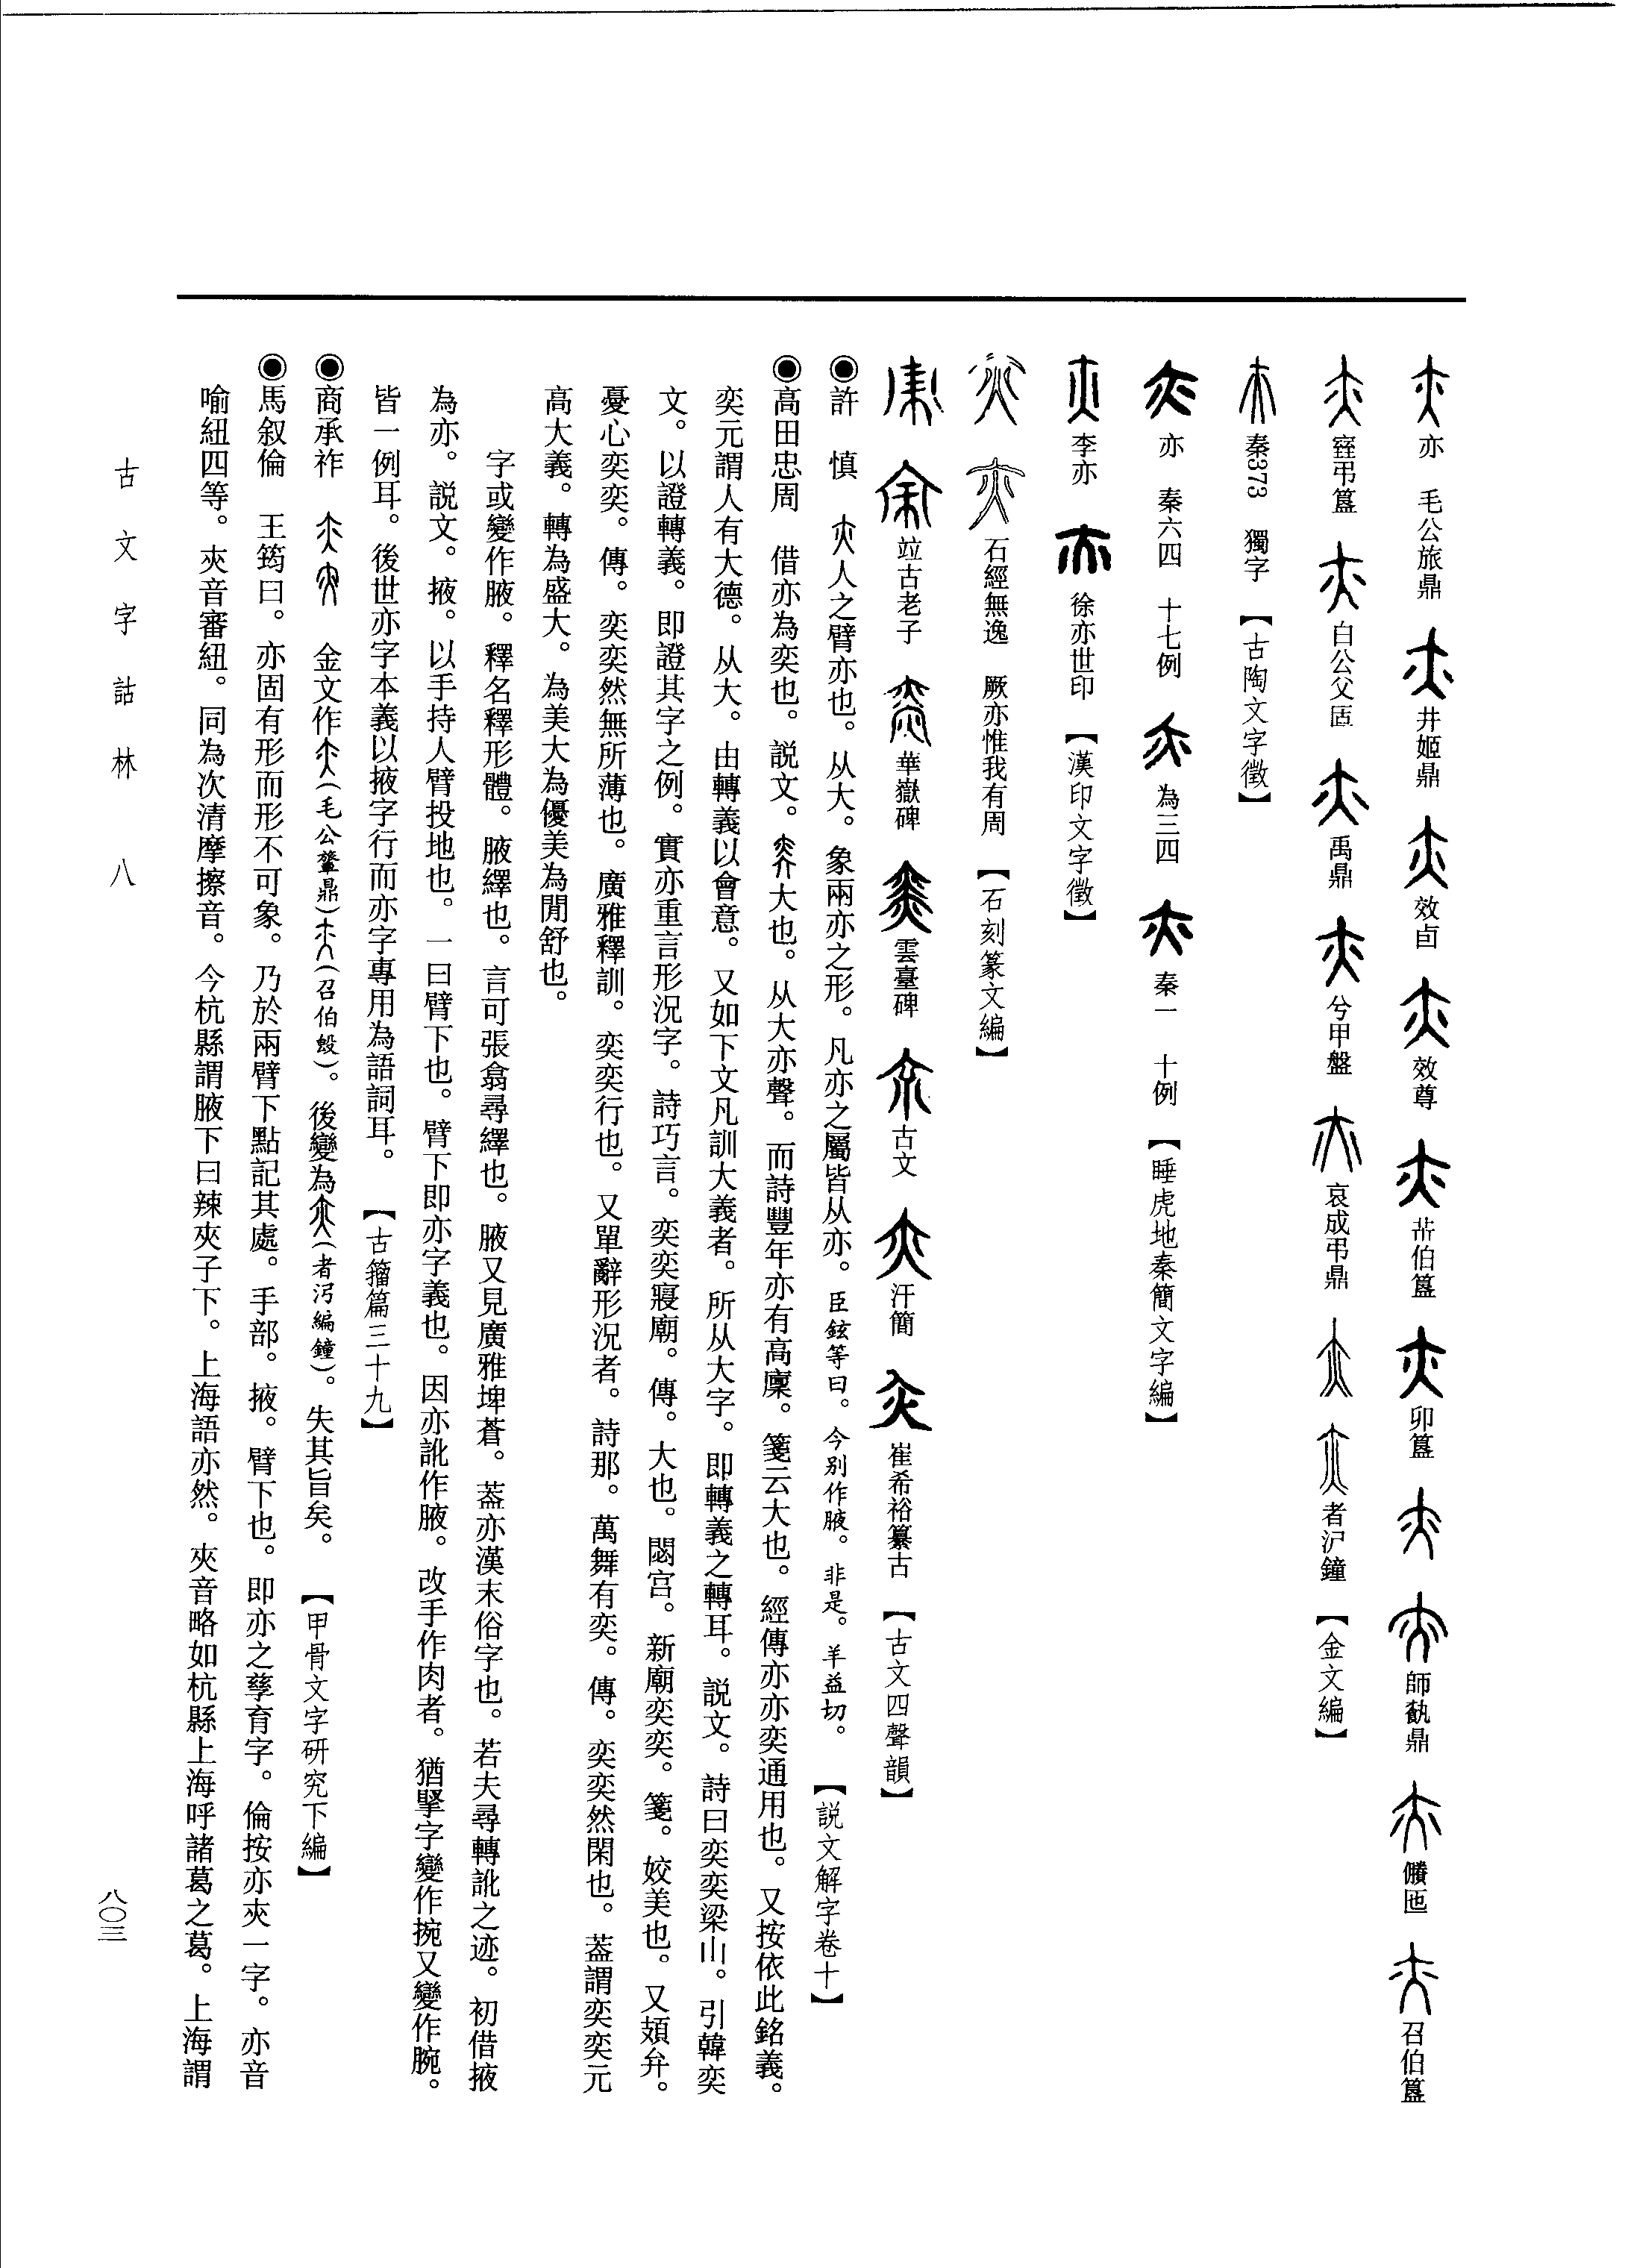 亦　毛公旅鼎　井姬鼎　效卣　效尊　伯簋　卯簋　師鼎　匜　召伯簋
弔簋　白公父　禹鼎　兮甲盤　哀成弔鼎　者鐘　【金文編】
秦373　獨字　【古陶文字徵】
亦　秦六四　十七例　為三四　秦一　十例　【睡虎地秦簡文字編】
李亦　徐亦世印　【漢印文字徵】
石經無逸　厥亦惟我有周　【石刻篆文編】
竝古老子　華嶽碑　雲臺碑　古文　汗簡　崔希裕纂古　【古文四聲韻】
◉許　慎　人之臂亦也。从大。象兩亦之形。凡亦之屬皆从亦。臣鉉等曰。今別作腋。非是。羊益切。　【説文解字卷十】
◉高田忠周　借亦為奕也。説文。大也。从大亦聲。而詩豐年亦有高廩。箋云大也。經傳亦亦奕通用也。又按依此銘義。
奕元謂人有大德。从大。由轉義以會意。又如下文凡訓大義者。所从大字。即轉義之轉耳。説文。詩曰奕奕梁山。引韓奕
文。以證轉義。即證其字之例。實亦重言形況字。詩巧言。奕奕寢廟。傳。大也。閟宮。新廟奕奕。箋。姣美也。又頍弁。
憂心奕奕。傳。奕奕然無所薄也。廣雅釋訓。奕奕行也。又單辭形況者。詩那。萬舞有奕。傳。奕奕然閑也。葢謂奕奕元
高大義。轉為盛大。為美大為優美為閒舒也。
字或變作腋。釋名釋形體。腋繹也。言可張翕尋繹也。腋又見廣雅埤蒼。葢亦漢末俗字也。若夫尋轉訛之迹。初借掖
為亦。説文。掖。以手持人臂投地也。一曰臂下也。臂下即亦字義也。因亦訛作腋。改手作肉者。猶掔字變作捥又變作腕。
皆一例耳。後世亦字本義以掖字行而亦字專用為語詞耳。　【古籀篇三十九】
◉商承祚　金文作（毛公鼎）（召伯）。後變為（者編鐘）。失其旨矣。　【甲骨文字研究下編】
◉馬叙倫　王筠曰。亦固有形而形不可象。乃於兩臂下點記其處。手部。掖。臂下也。即亦之孳育字。倫按亦夾一字。亦音
喻紐四等。夾音審紐。同為次清摩擦音。今杭縣謂腋下曰辣夾子下。上海語亦然。夾音略如杭縣上海呼諸葛之葛。上海謂
古文字詁林　八
八〇三